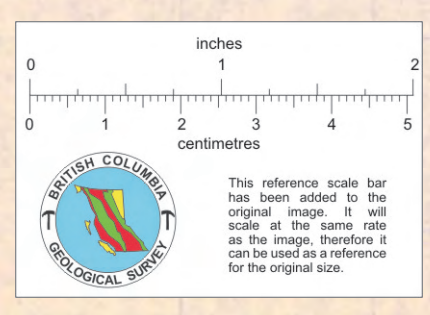 inches
0 1 2
0 1 2 3 4 5
centimetres
BRITISH COLUMBIA
GEOLOGICAL SURVEY
This reference scale bar
has been added to the
original image. It will
scale at the same rate
as the image, therefore it
can be used as a reference
for the original size.